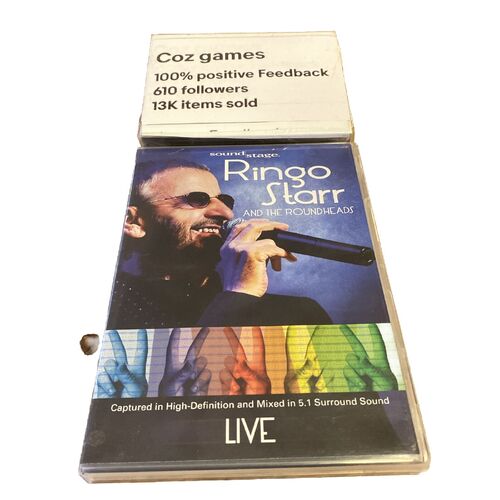 Coz games
100% positive Feedback
610 followers
13K items sold
soundstage
Ringo
Starr
AND THE ROUNDHEADS
Captured in High-Definition and Mixed in 5.1 Surround Sound
LIVE